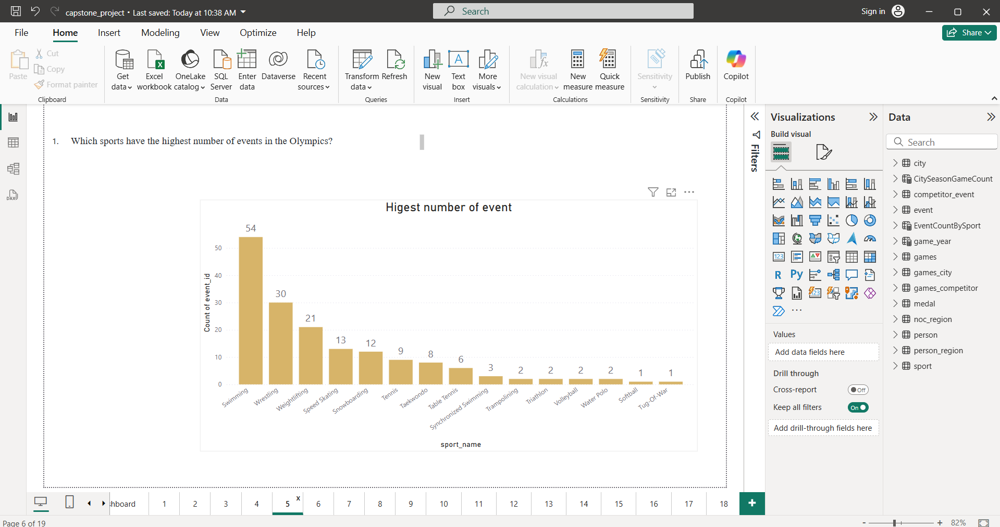 capstone_project • Last saved: Today at 10:38 AM
Search
Sign in
File Home Insert Modeling View Optimize Help
Share
Paste
Cut
Copy
Format painter
Clipboard
Get data
Excel workbook
OneLake catalog
SQL Server
Enter data
Dataverse
Recent sources
Data
Transform data
Refresh
Queries
New visual
Text box
More visuals
Insert
New visual calculation
New measure
Quick measure
Calculations
Sensitivity
Sensitivity
Publish
Share
Copilot
Copilot
1. Which sports have the highest number of events in the Olympics?
Higest number of event
Count of event_id
50
40
30
20
10
0
54
30
21
13
12
9
8
6
3
2
2
2
2
1
1
Swimming
Wrestling
Weightlifting
Speed Skating
Snowboarding
Tennis
Taekwondo
Table Tennis
Synchronized Swimming
Trampolining
Triathlon
Volleyball
Water Polo
Softball
Tug-Of-War
sport_name
Filters
Visualizations
Build visual
123
R
Py
123
Values
Add data fields here
Drill through
Cross-report
Off
Keep all filters
On
Add drill-through fields here
Data
Search
city
CitySeasonGameCount
competitor_event
event
EventCountBySport
game_year
games
games_city
games_competitor
medal
noc_region
person
person_region
sport
DAX
hboard 1 2 3 4 5 x 6 7 8 9 10 11 12 13 14 15 16 17 18 +
Page 6 of 19
- + 82%